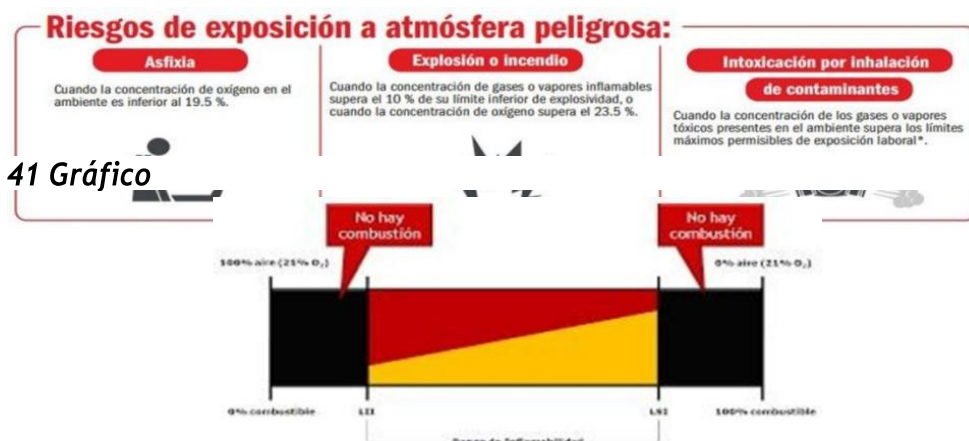 Riesgos de exposición a atmósfera peligrosa:
Asfixia
Cuando la concentración de oxígeno en el
ambiente es inferior al 19.5 %.
Explosión o incendio
Cuando la concentración de gases o vapores inflamables
supera el 10 % de su límite inferior de explosividad, o
cuando la concentración de oxígeno supera el 23.5 %.
Intoxicación por inhalación
de contaminantes
Cuando la concentración de los gases o vapores
tóxicos presentes en el ambiente supera los límites
máximos permisibles de exposición laboral*.
41 Gráfico
No hay
combustión
No hay
combustión
100% aire (21% O₂)
0% aire (21% O₂)
0% combustible
LII
LSI
100% combustible
Rango de Inflamabilidad